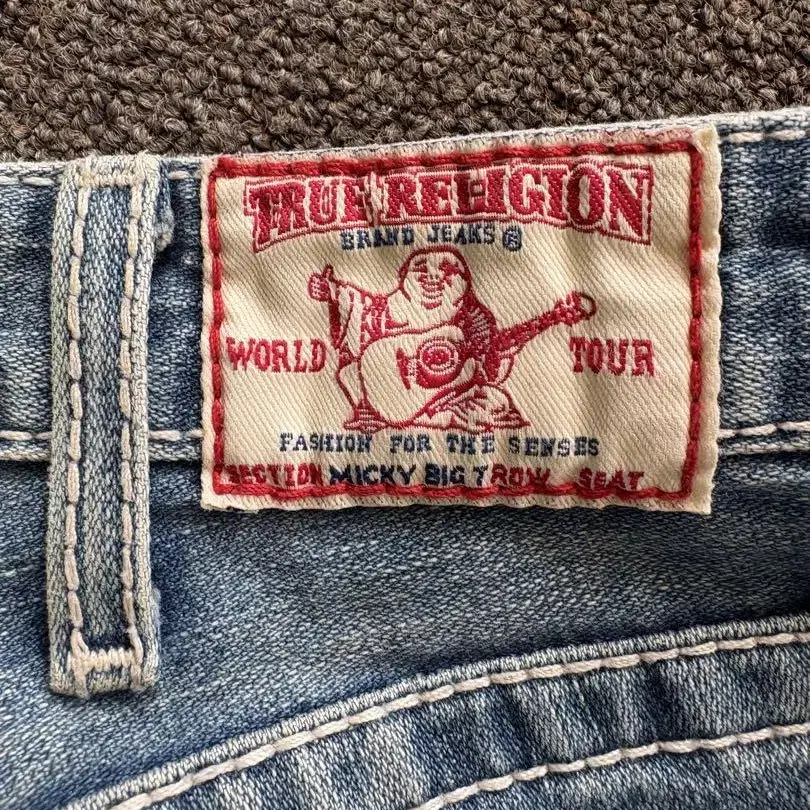 TRUE RELIGION
BRAND JEANS ®
WORLD TOUR
FASHION FOR THE SENSES
SECTION MICKY BIG T ROW SEAT